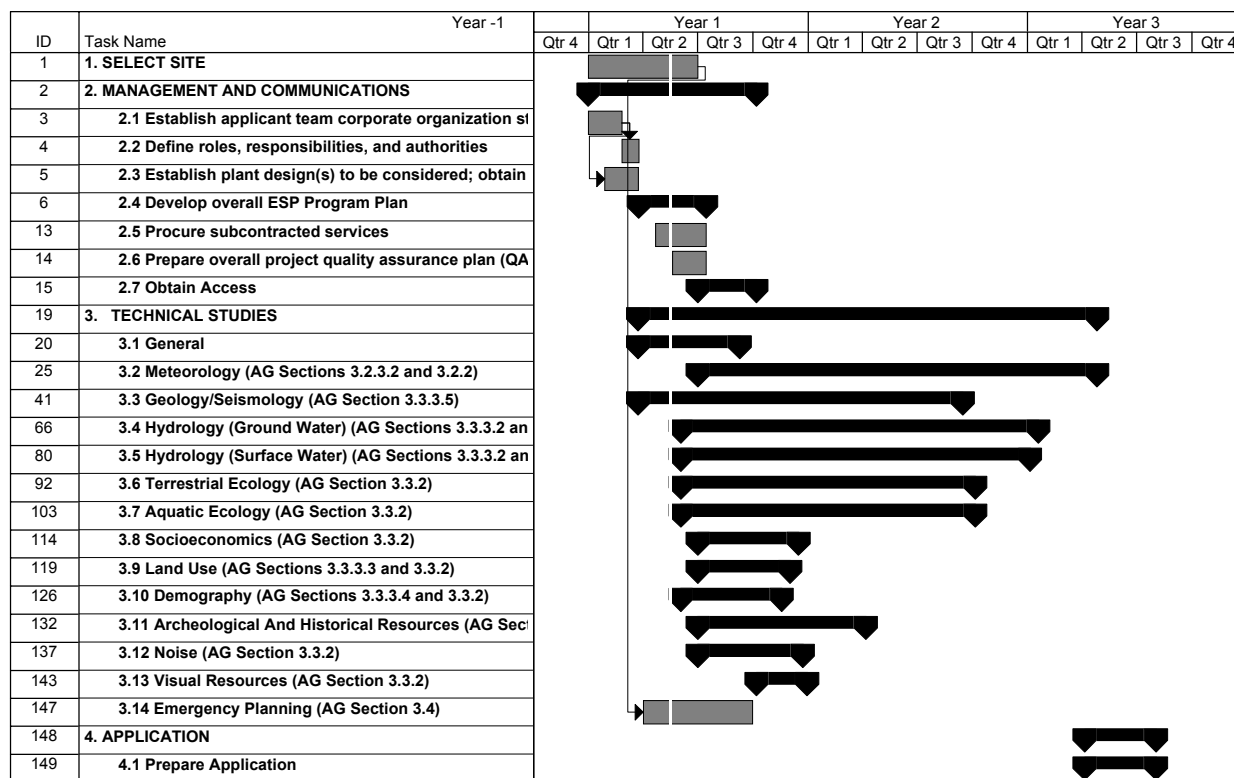 Year -1 Year 1 Year 2 Year 3
ID Task Name Qtr 4 Qtr 1 Qtr 2 Qtr 3 Qtr 4 Qtr 1 Qtr 2 Qtr 3 Qtr 4 Qtr 1 Qtr 2 Qtr 3 Qtr 4
1 1. SELECT SITE
2 2. MANAGEMENT AND COMMUNICATIONS
3 2.1 Establish applicant team corporate organization
4 2.2 Define roles, responsibilities, and authorities
5 2.3 Establish plant design(s) to be considered; obtain
6 2.4 Develop overall ESP Program Plan
13 2.5 Procure subcontracted services
14 2.6 Prepare overall project quality assurance plan (QA
15 2.7 Obtain Access
19 3. TECHNICAL STUDIES
20 3.1 General
25 3.2 Meteorology (AG Sections 3.2.3.2 and 3.2.2)
41 3.3 Geology/Seismology (AG Section 3.3.3.5)
66 3.4 Hydrology (Ground Water) (AG Sections 3.3.3.2 an
80 3.5 Hydrology (Surface Water) (AG Sections 3.3.3.2 an
92 3.6 Terrestrial Ecology (AG Section 3.3.2)
103 3.7 Aquatic Ecology (AG Section 3.3.2)
114 3.8 Socioeconomics (AG Section 3.3.2)
119 3.9 Land Use (AG Sections 3.3.3.3 and 3.3.2)
126 3.10 Demography (AG Sections 3.3.3.4 and 3.3.2)
132 3.11 Archeological And Historical Resources (AG Sect
137 3.12 Noise (AG Section 3.3.2)
143 3.13 Visual Resources (AG Section 3.3.2)
147 3.14 Emergency Planning (AG Section 3.4)
148 4. APPLICATION
149 4.1 Prepare Application